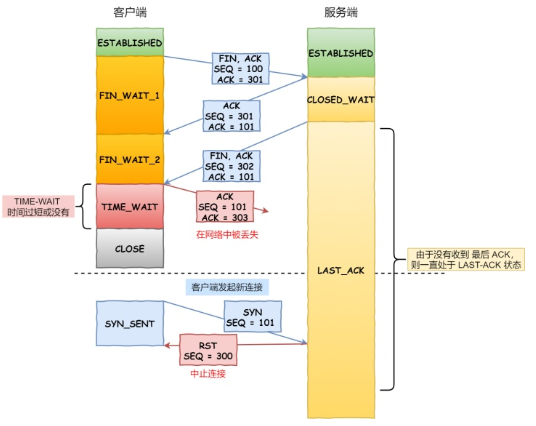 客户端
服务端
ESTABLISHED
ESTABLISHED
FIN, ACK
SEQ = 100
ACK = 301
FIN_WAIT_1
CLOSED_WAIT
ACK
SEQ = 301
ACK = 101
FIN_WAIT_2
FIN, ACK
SEQ = 302
ACK = 101
TIME-WAIT
时间过短或没有
TIME_WAIT
ACK
SEQ = 101
ACK = 303
在网络中被丢失
CLOSE
LAST_ACK
由于没有收到 最后 ACK,
则一直处于 LAST-ACK 状态
客户端发起新连接
SYN_SENT
SYN
SEQ = 101
RST
SEQ = 300
中止连接